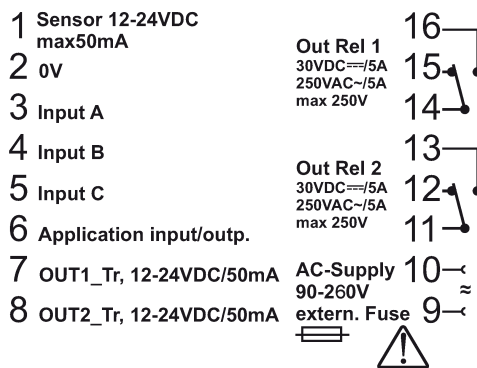 1 Sensor 12-24VDC
max50mA
2 0V
3 Input A
4 Input B
5 Input C
6 Application input/outp.
7 OUT1_Tr, 12-24VDC/50mA
8 OUT2_Tr, 12-24VDC/50mA
16
Out Rel 1
30VDC⎓/5A 15
250VAC~/5A
max 250V 14
13
Out Rel 2
30VDC⎓/5A 12
250VAC~/5A
max 250V 11
AC-Supply 10
90-260V ≈
extern. Fuse 9
!